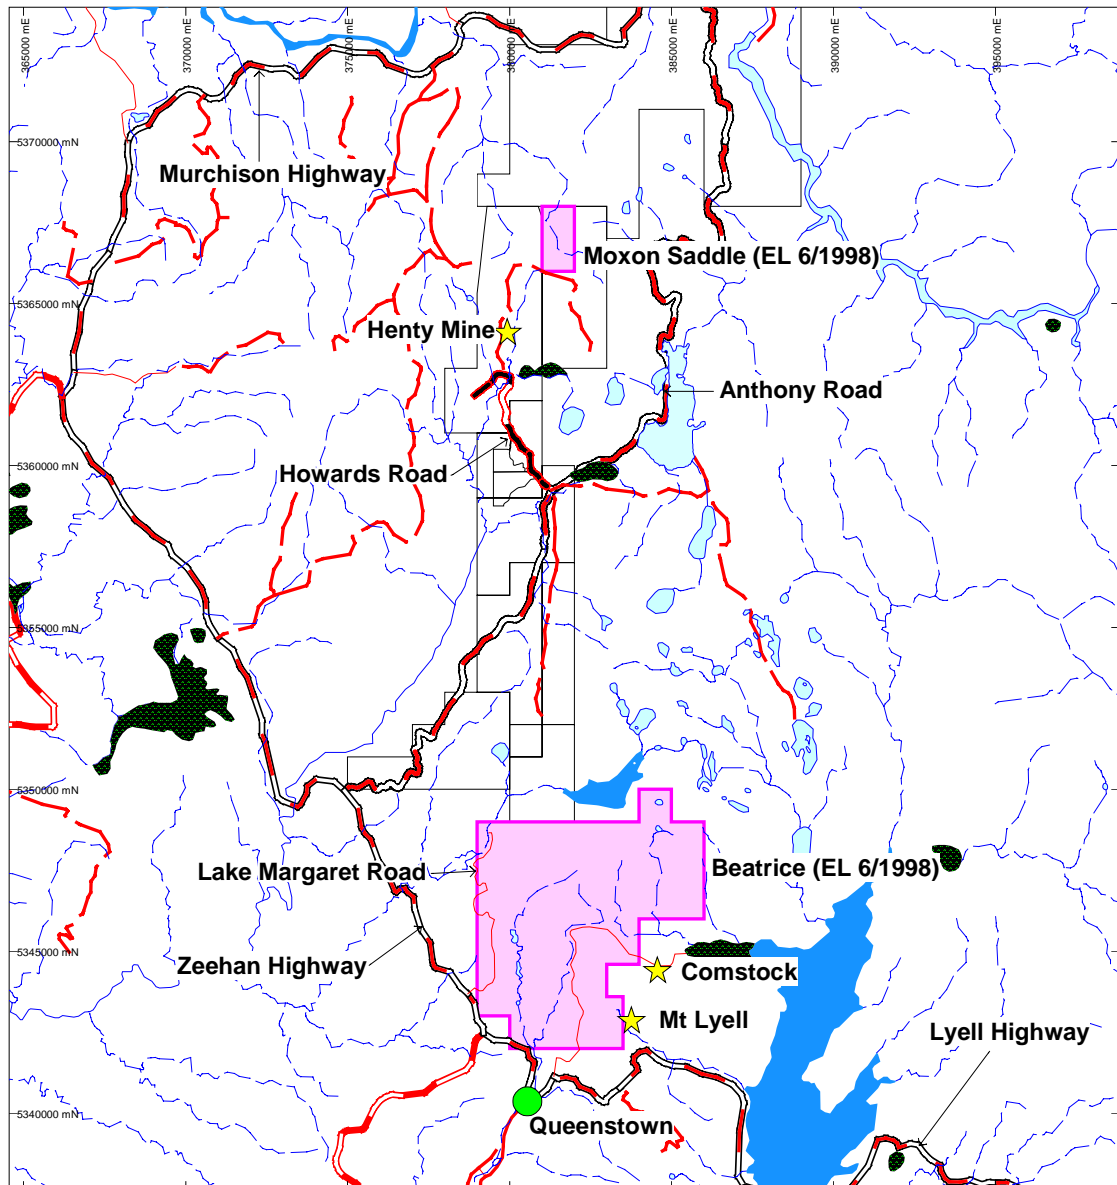 365000 mE
370000 mE
375000 mE
380000 mE
385000 mE
390000 mE
395000 mE
5370000 mN
Murchison Highway
Moxon Saddle (EL 6/1998)
5365000 mN
Henty Mine
Anthony Road
5360000 mN
Howards Road
5355000 mN
5350000 mN
Lake Margaret Road
Beatrice (EL 6/1998)
5345000 mN
Zeehan Highway
Comstock
Mt Lyell
Lyell Highway
5340000 mN
Queenstown